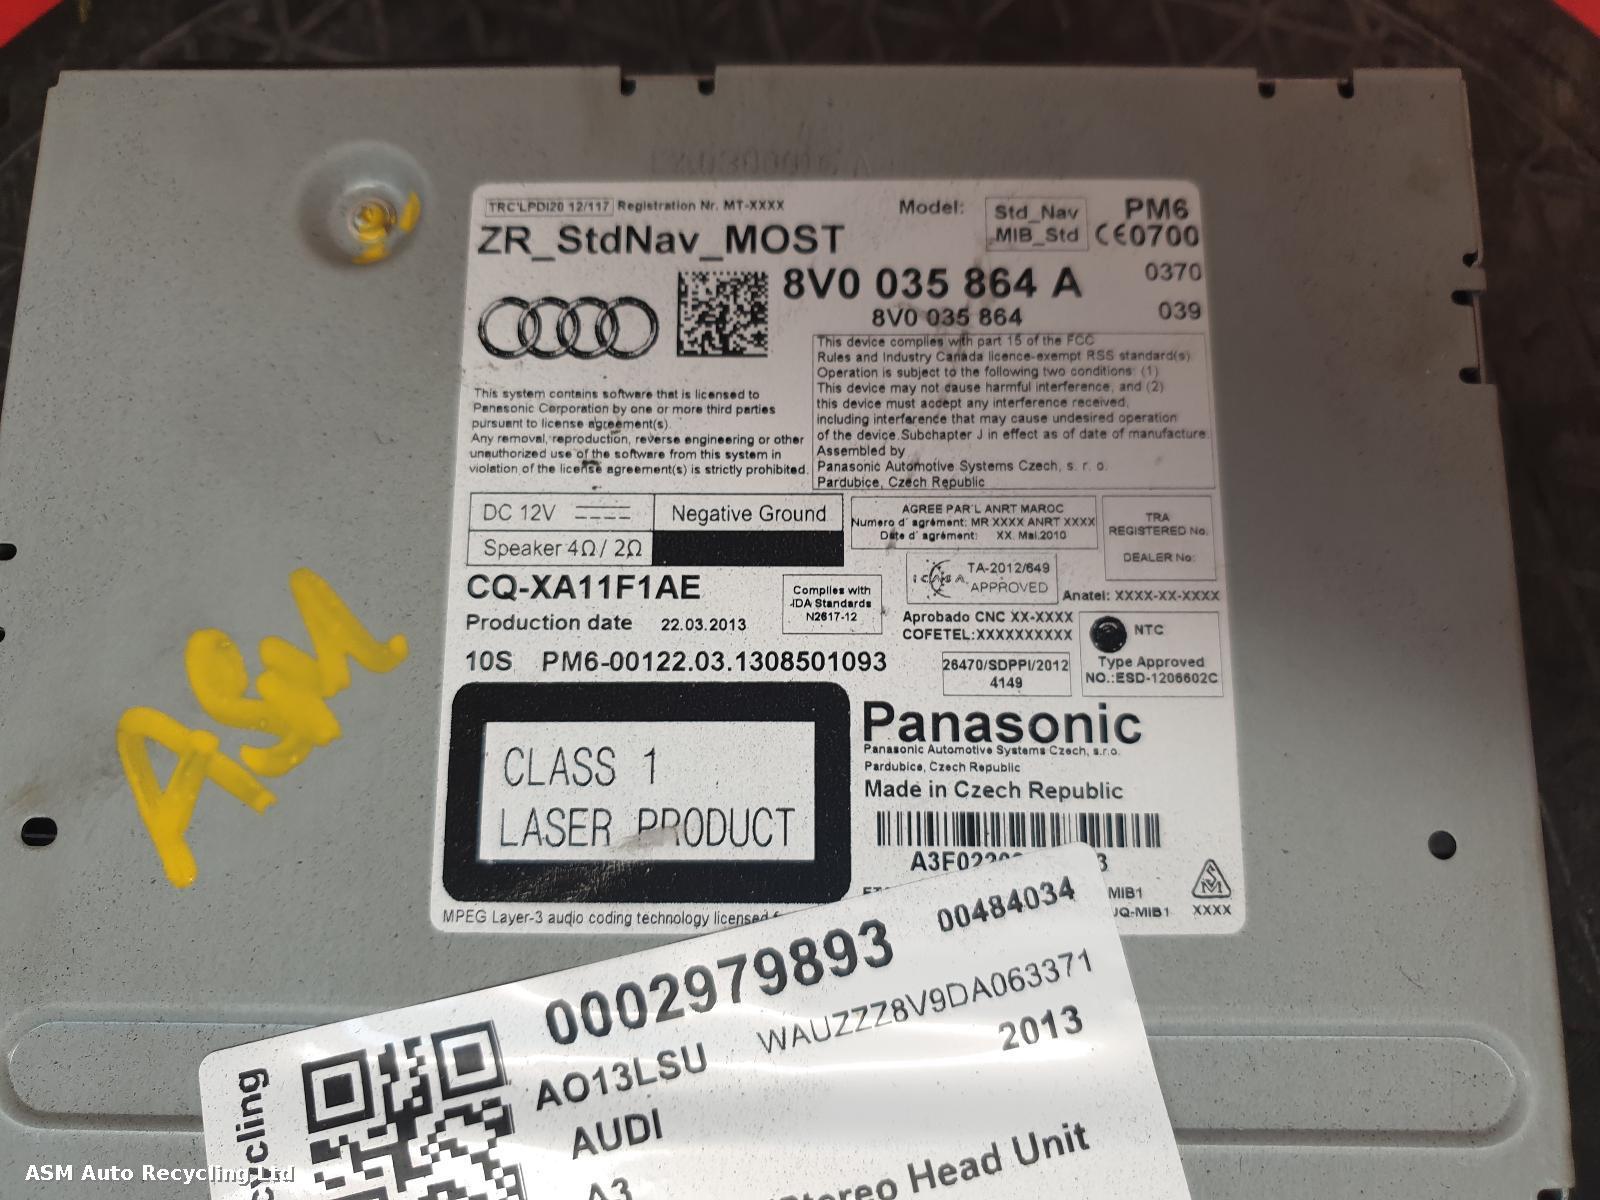 TRC'LPDI20 12/117 Registration Nr. MT-XXXX
Model: Std_Nav MIB_Std
PM6
CE0700
ZR_StdNav_MOST
8V0 035 864 A
0370
8V0 035 864
039
This system contains software that is licensed to
Panasonic Corporation by one or more third parties
pursuant to license agreement(s).
Any removal, reproduction, reverse engineering or other
unauthorized use of the software from this system in
violation of the license agreement(s) is strictly prohibited.
This device complies with part 15 of the FCC
Rules and Industry Canada licence-exempt RSS standard(s).
Operation is subject to the following two conditions: (1)
This device may not cause harmful interference, and (2)
this device must accept any interference received,
including interference that may cause undesired operation
of the device. Subchapter J in effect as of date of manufacture.
Assembled by
Panasonic Automotive Systems Czech, s. r. o.
Pardubice, Czech Republic
DC 12V
Negative Ground
Speaker 4Ω / 2Ω
AGREE PAR'L ANRT MAROC
Numero d' agrément: MR XXXX ANRT XXXX
Date d' agrément: XX. Mai.2010
TRA
REGISTERED No:
DEALER No:
CQ-XA11F1AE
Complies with
IDA Standards
N2617-12
icasa
TA-2012/649
APPROVED
Anatel: XXXX-XX-XXXX
Production date 22.03.2013
Aprobado CNC XX-XXXX
COFETEL:XXXXXXXXXX
NTC
Type Approved
NO.:ESD-1206602C
10S PM6-00122.03.1308501093
26470/SDPPI/2012
4149
CLASS 1
LASER PRODUCT
Panasonic
Panasonic Automotive Systems Czech, s.r.o.
Pardubice, Czech Republic
Made in Czech Republic
MIB1
JQ-MIB1
XXXX
MPEG Layer-3 audio coding technology licensed
ASM
0002979893
00484034
AO13LSU
WAUZZZ8V9DA063371
2013
AUDI
A3
Stereo Head Unit
ASM Auto Recycling Ltd